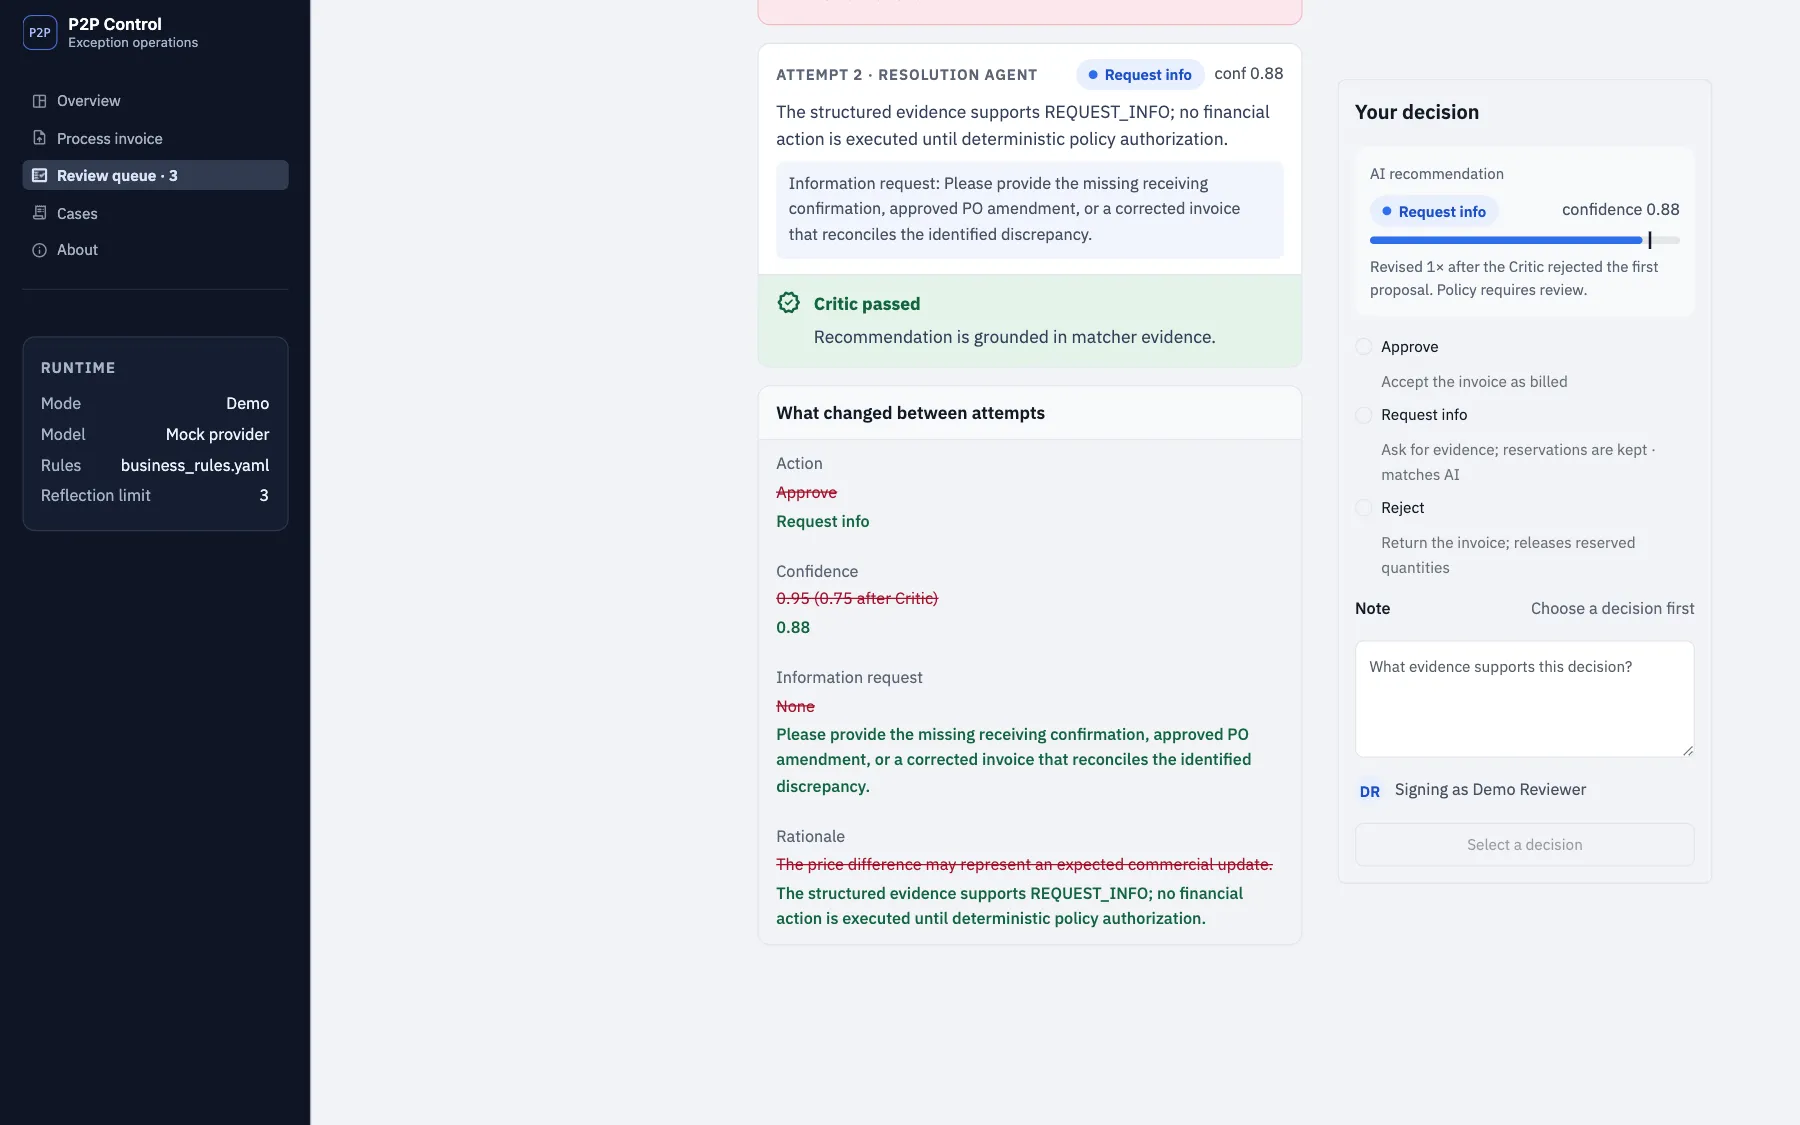 P2P
P2P Control
Exception operations
Overview
Process invoice
Review queue · 3
Cases
About
RUNTIME
Mode Demo
Model Mock provider
Rules business_rules.yaml
Reflection limit 3
ATTEMPT 2 · RESOLUTION AGENT Request info conf 0.88
The structured evidence supports REQUEST_INFO; no financial
action is executed until deterministic policy authorization.
Information request: Please provide the missing receiving
confirmation, approved PO amendment, or a corrected invoice
that reconciles the identified discrepancy.
Critic passed
Recommendation is grounded in matcher evidence.
What changed between attempts
Action
Approve
Request info
Confidence
0.95 (0.75 after Critic)
0.88
Information request
None
Please provide the missing receiving confirmation, approved PO
amendment, or a corrected invoice that reconciles the identified
discrepancy.
Rationale
The price difference may represent an expected commercial update.
The structured evidence supports REQUEST_INFO; no financial
action is executed until deterministic policy authorization.
Your decision
AI recommendation
Request info confidence 0.88
Revised 1× after the Critic rejected the first
proposal. Policy requires review.
Approve
Accept the invoice as billed
Request info
Ask for evidence; reservations are kept ·
matches AI
Reject
Return the invoice; releases reserved
quantities
Note Choose a decision first
What evidence supports this decision?
DR Signing as Demo Reviewer
Select a decision